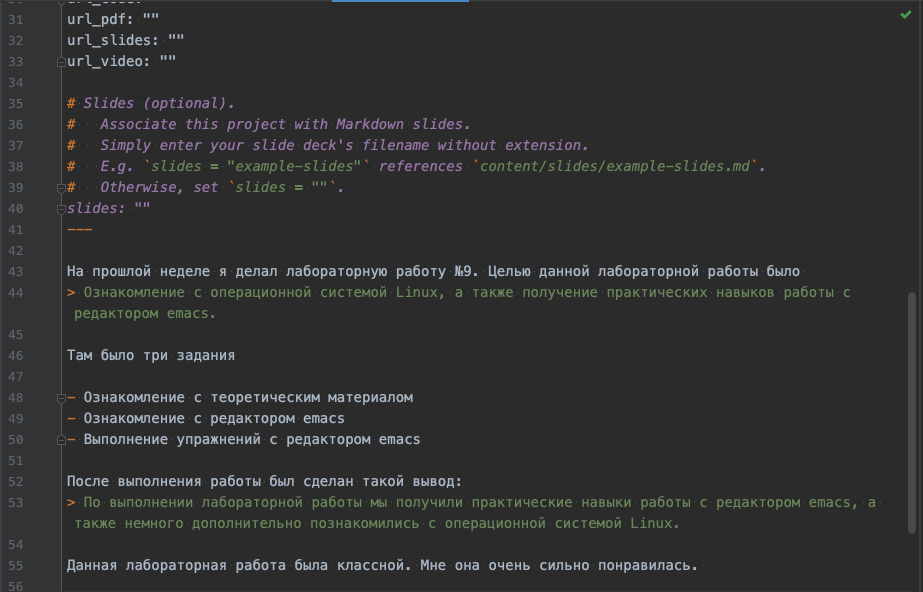 31 url_pdf: ""
32 url_slides: ""
33 url_video: ""
34
35 # Slides (optional).
36 #   Associate this project with Markdown slides.
37 #   Simply enter your slide deck's filename without extension.
38 #   E.g. `slides = "example-slides"` references `content/slides/example-slides.md`.
39 #   Otherwise, set `slides = ""`.
40 slides: ""
41 ---
42
43 На прошлой неделе я делал лабораторную работу №9. Целью данной лабораторной работы было
44 > Ознакомление с операционной системой Linux, а также получение практических навыков работы с
редактором emacs.
45
46 Там было три задания
47
48 - Ознакомление с теоретическим материалом
49 - Ознакомление с редактором emacs
50 - Выполнение упражнений с редактором emacs
51
52 После выполнения работы был сделан такой вывод:
53 > По выполнении лабораторной работы мы получили практические навыки работы с редактором emacs, а
также немного дополнительно познакомились с операционной системой Linux.
54
55 Данная лабораторная работа была классной. Мне она очень сильно понравилась.
56